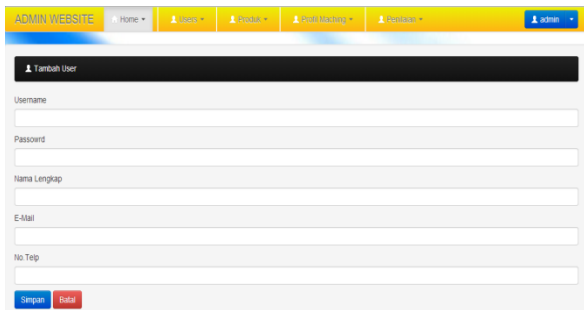 ADMIN WEBSITE Home Users Produk Profil Maching Penilaian admin
Tambah User
Username
Passowrd
Nama Lengkap
E-Mail
No.Telp
Simpan Batal